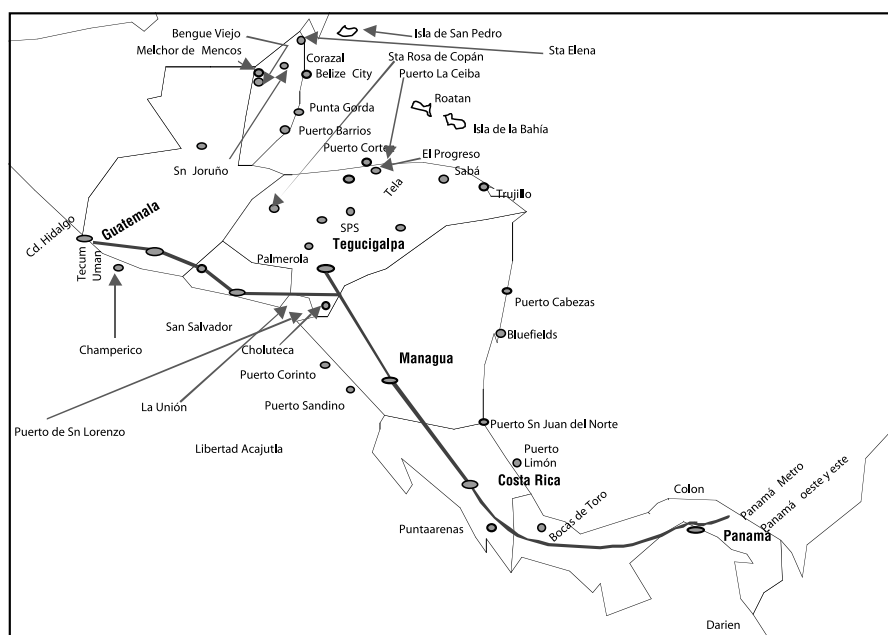 Bengue Viejo
Melchor de Mencos
Isla de San Pedro
Sta Elena
Corazal
Belize City
Sta Rosa de Copán
Puerto La Ceiba
Roatan
Isla de la Bahía
Punta Gorda
Puerto Barrios
Puerto Cortes
El Progreso
Sn Joruño
Tela
Sabá
Trujillo
Cd. Hidalgo
Guatemala
Tecum
Uman
SPS
Tegucigalpa
Palmerola
Puerto Cabezas
Bluefields
San Salvador
Champerico
Choluteca
Managua
Puerto Corinto
La Unión
Puerto Sandino
Puerto de Sn Lorenzo
Libertad Acajutla
Puerto Sn Juan del Norte
Puerto
Limón
Costa Rica
Colon
Puntaarenas
Bocas de Toro
Panamá Metro
Panamá oeste y este
Panamá
Darien